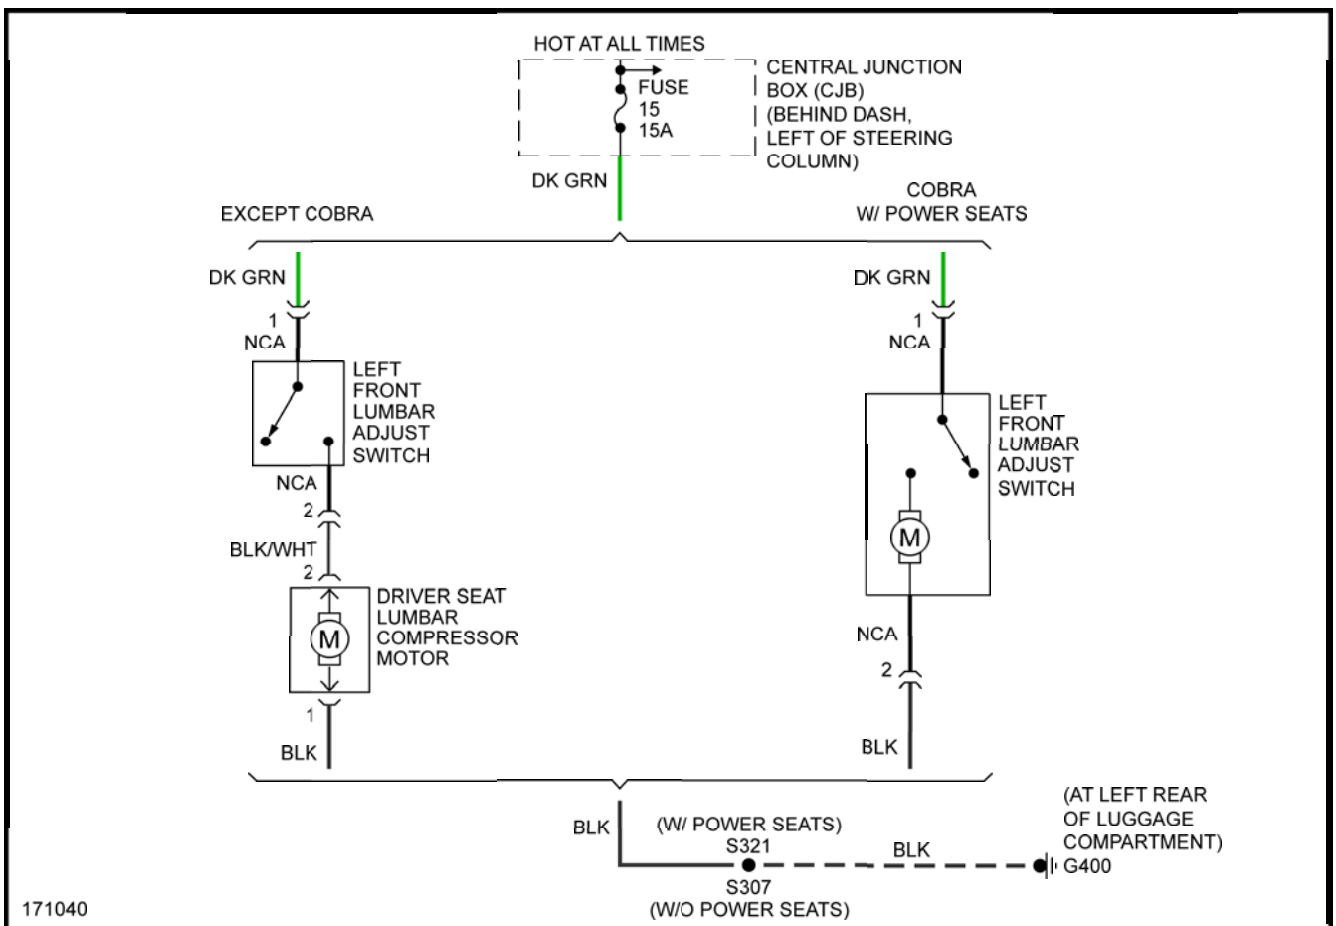 HOT AT ALL TIMES
FUSE
15
15A
CENTRAL JUNCTION
BOX (CJB)
(BEHIND DASH,
LEFT OF STEERING
COLUMN)
DK GRN
EXCEPT COBRA
COBRA
W/ POWER SEATS
DK GRN
1
NCA
LEFT
FRONT
LUMBAR
ADJUST
SWITCH
NCA
2
BLK/WHT
2
DRIVER SEAT
LUMBAR
COMPRESSOR
MOTOR
M
1
BLK
DK GRN
1
NCA
LEFT
FRONT
LUMBAR
ADJUST
SWITCH
M
NCA
2
BLK
BLK
(W/ POWER SEATS)
S321
S307
(W/O POWER SEATS)
BLK
(AT LEFT REAR
OF LUGGAGE
COMPARTMENT)
G400
171040